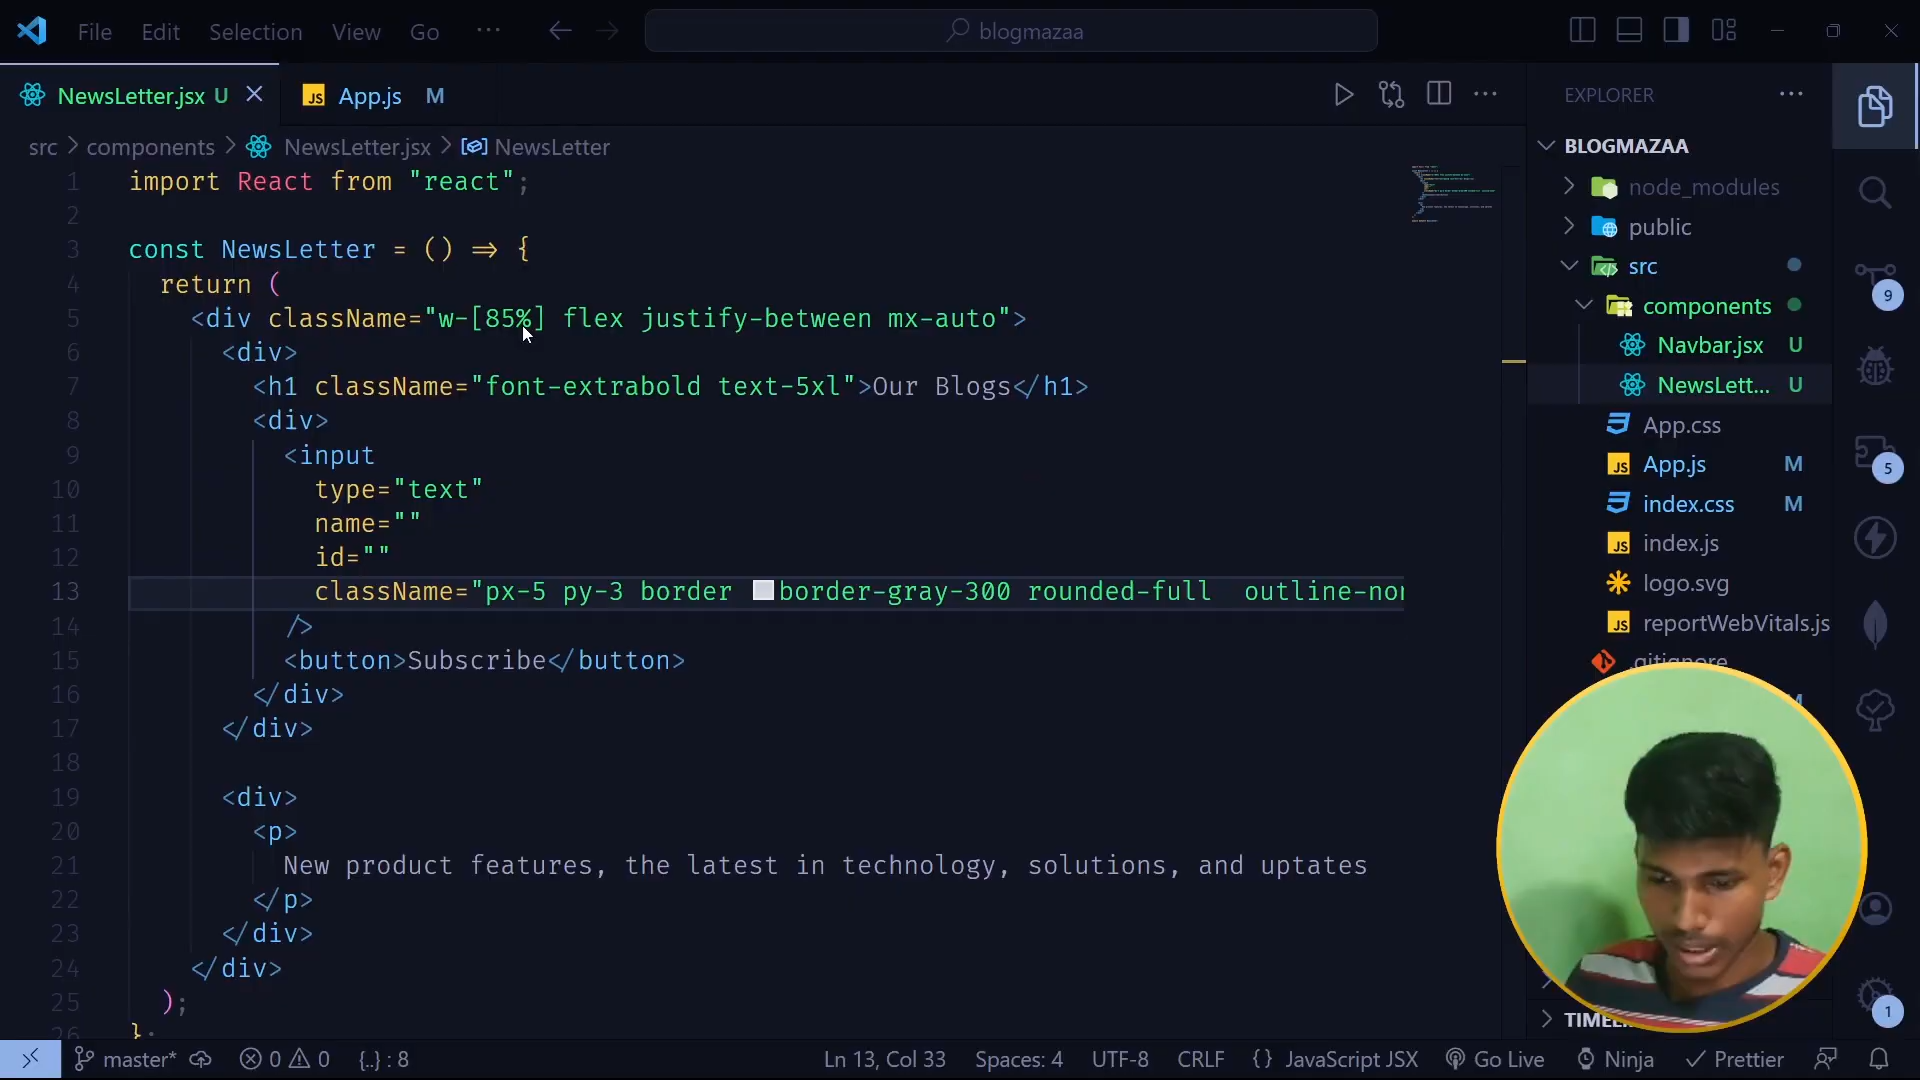 File Edit Selection View Go ··· blogmazaa
NewsLetter.jsx U App.js M
EXPLORER
src > components > NewsLetter.jsx > NewsLetter
BLOGMAZAA
node_modules
public
src
components
Navbar.jsx U
NewsLett... U
App.css
App.js M
index.css M
index.js
logo.svg
reportWebVitals.js
.gitignore
TIMEL
9
5
1
1 import React from "react";
2
3 const NewsLetter = () => {
4 return (
5 <div className="w-[85%] flex justify-between mx-auto">
6 <div>
7 <h1 className="font-extrabold text-5xl">Our Blogs</h1>
8 <div>
9 <input
10 type="text"
11 name=""
12 id=""
13 className="px-5 py-3 border border-gray-300 rounded-full outline-nor
14 />
15 <button>Subscribe</button>
16 </div>
17 </div>
18
19 <div>
20 <p>
21 New product features, the latest in technology, solutions, and uptates
22 </p>
23 </div>
24 </div>
25 );
26 };
master* 0 0 {..} : 8 Ln 13, Col 33 Spaces: 4 UTF-8 CRLF {} JavaScript JSX Go Live Ninja Prettier